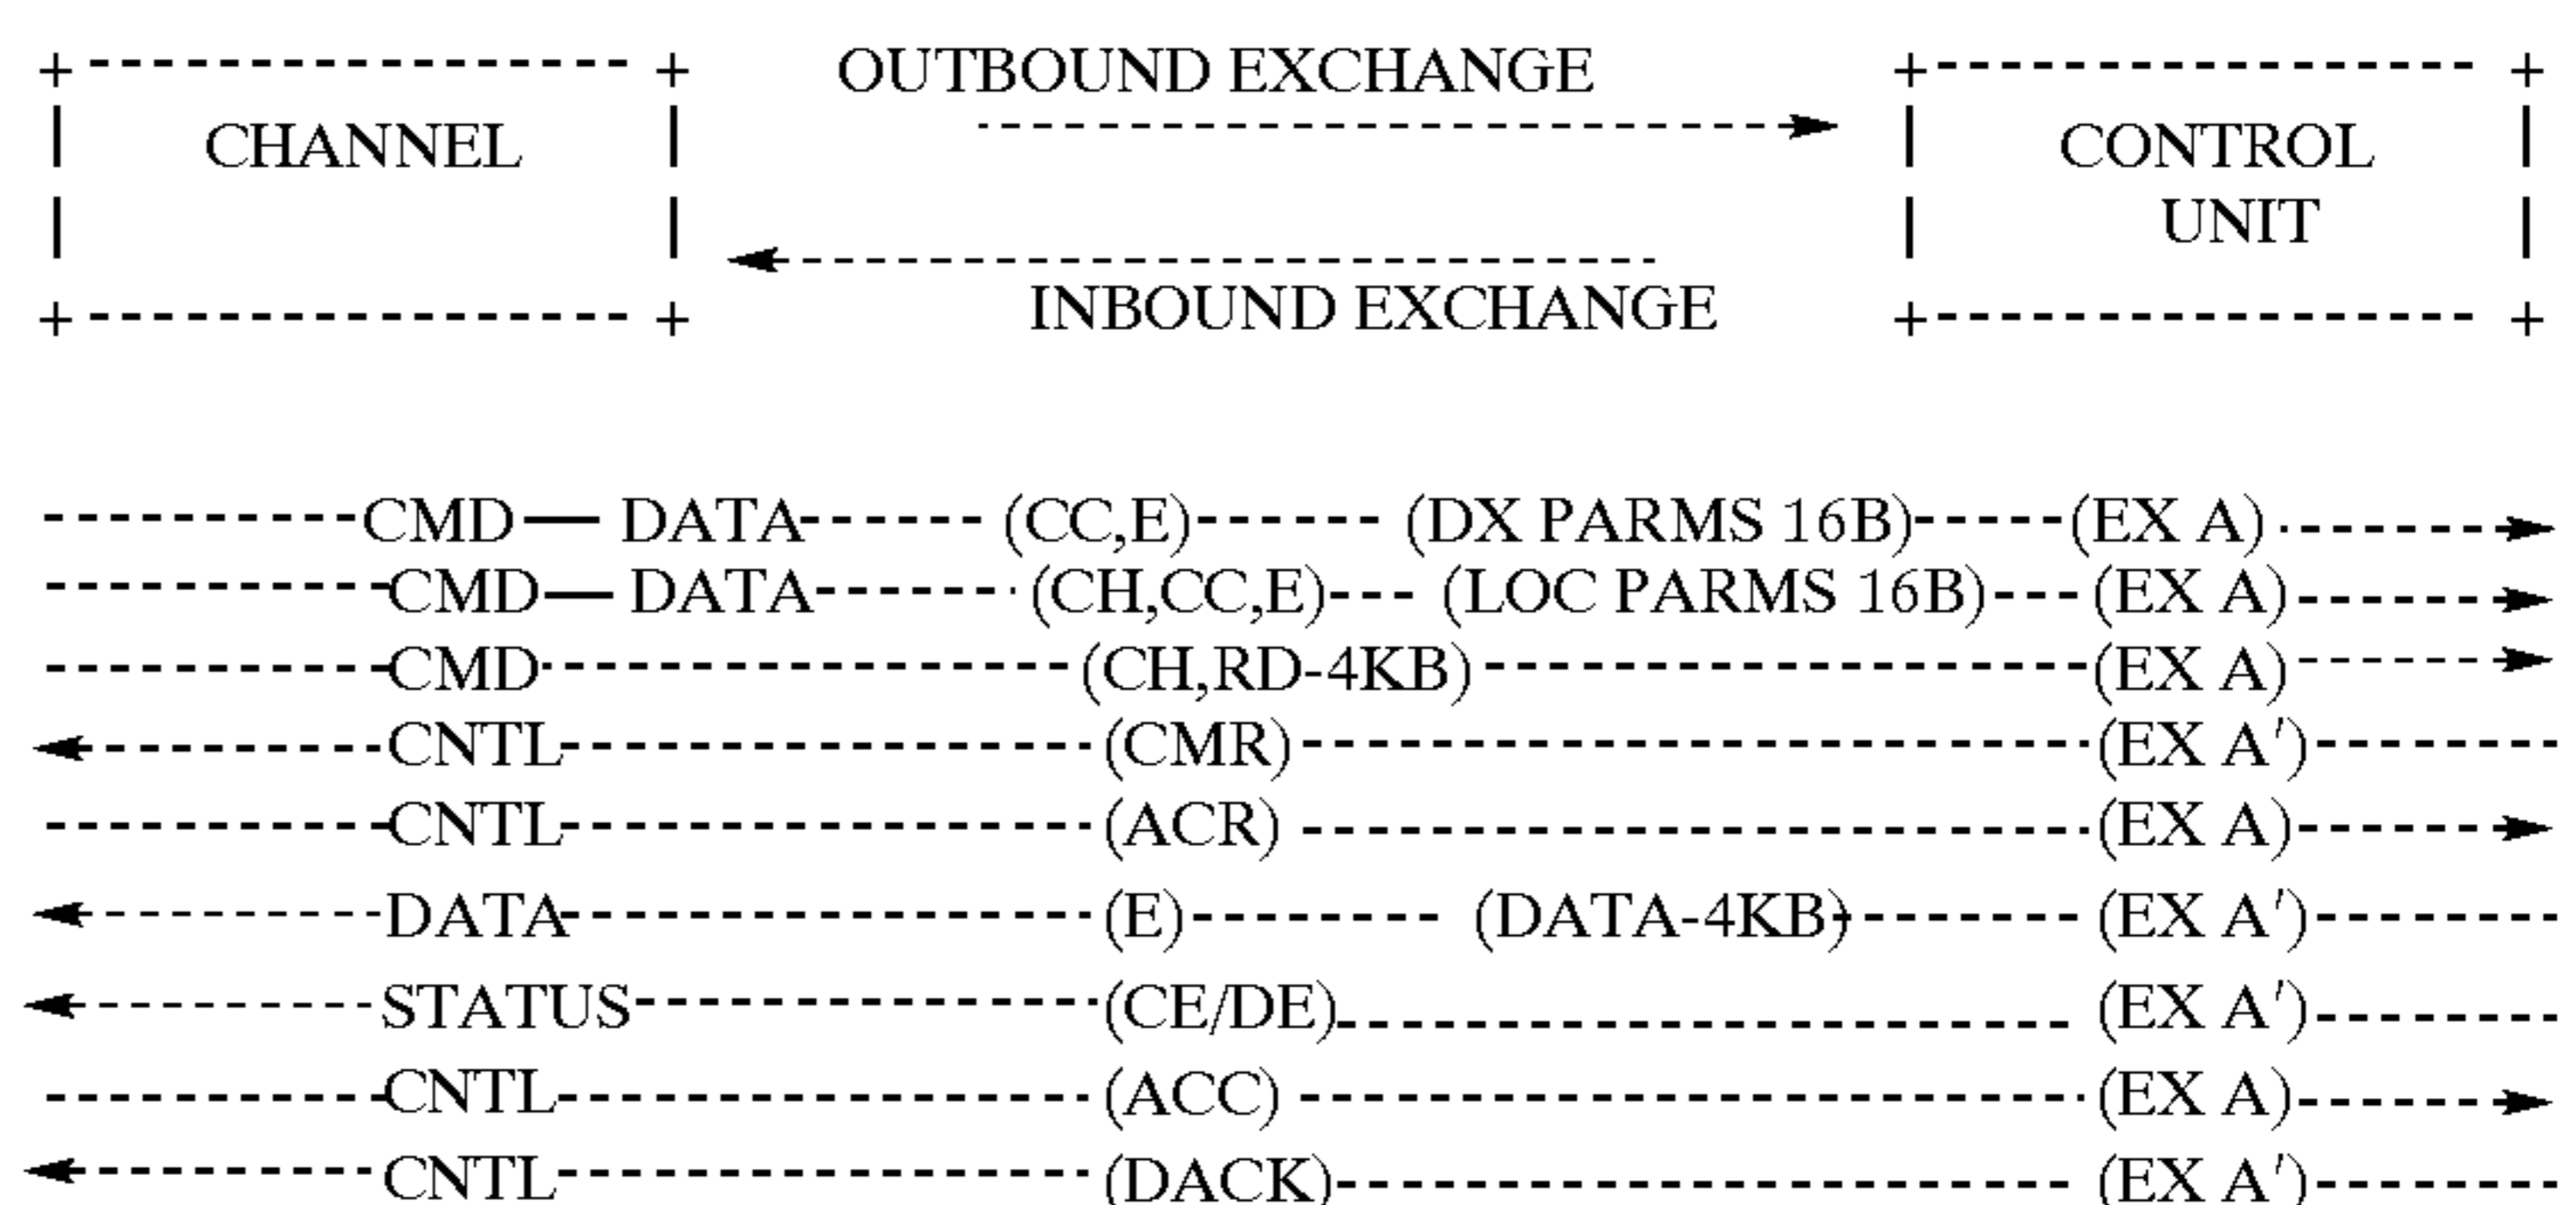 OUTBOUND EXCHANGE
CHANNEL
CONTROL
UNIT
INBOUND EXCHANGE
CMD — DATA (CC,E) (DX PARMS 16B) (EX A)
CMD — DATA (CH,CC,E) (LOC PARMS 16B) (EX A)
CMD (CH,RD-4KB) (EX A)
CNTL (CMR) (EX A')
CNTL (ACR) (EX A)
DATA (E) (DATA-4KB) (EX A')
STATUS (CE/DE) (EX A')
CNTL (ACC) (EX A)
CNTL (DACK) (EX A')